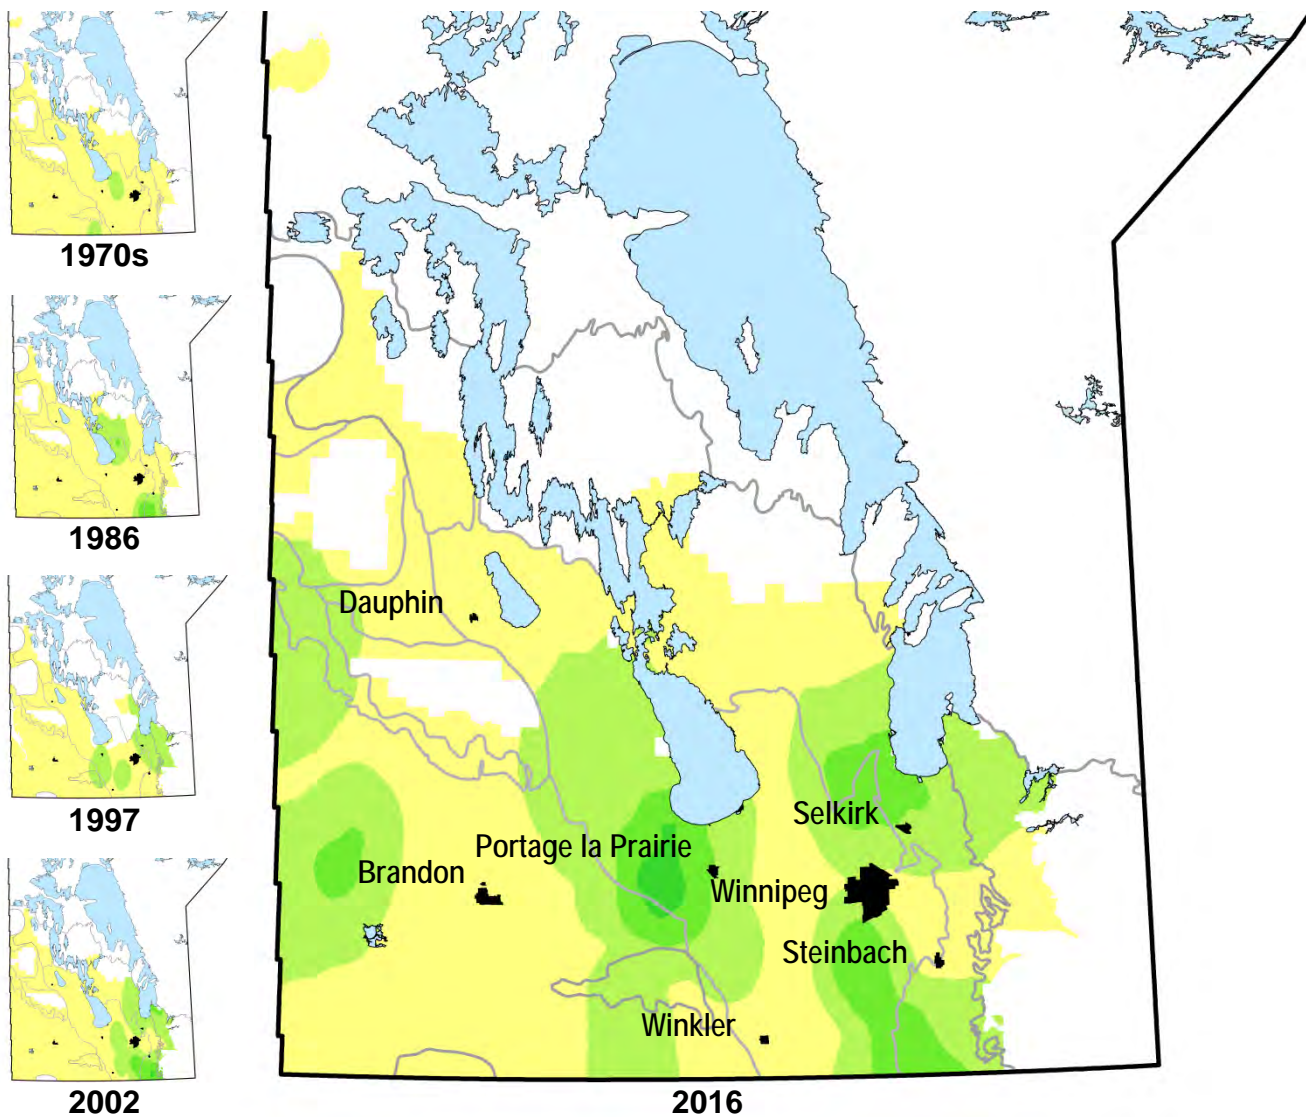 1970s
1986
1997
2002
Dauphin
Selkirk
Portage la Prairie
Brandon
Winnipeg
Steinbach
Winkler
2016